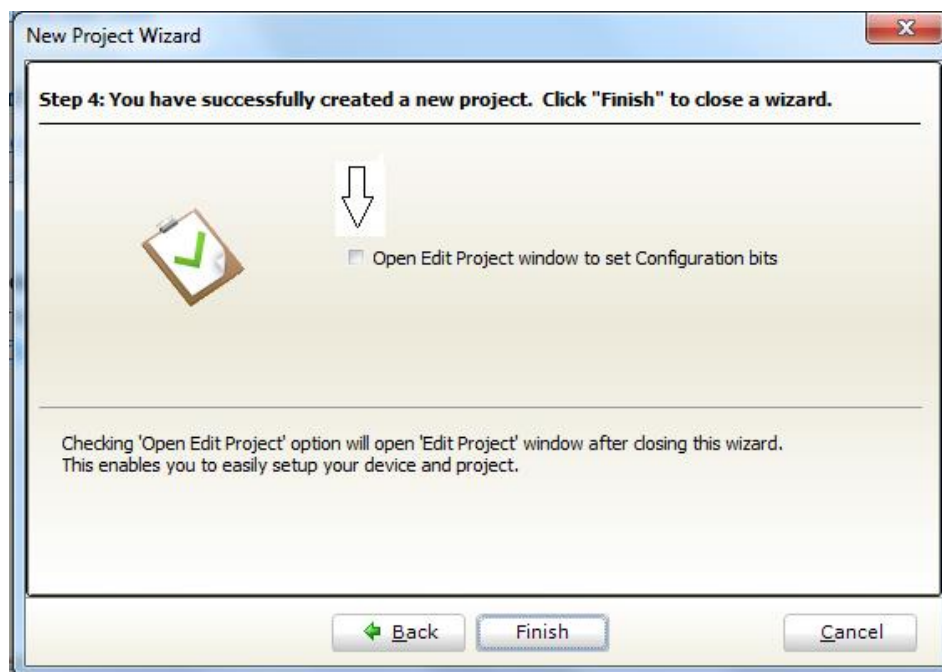 New Project Wizard
Step 4: You have successfully created a new project. Click "Finish" to close a wizard.
Open Edit Project window to set Configuration bits
Checking 'Open Edit Project' option will open 'Edit Project' window after closing this wizard.
This enables you to easily setup your device and project.
Back
Finish
Cancel